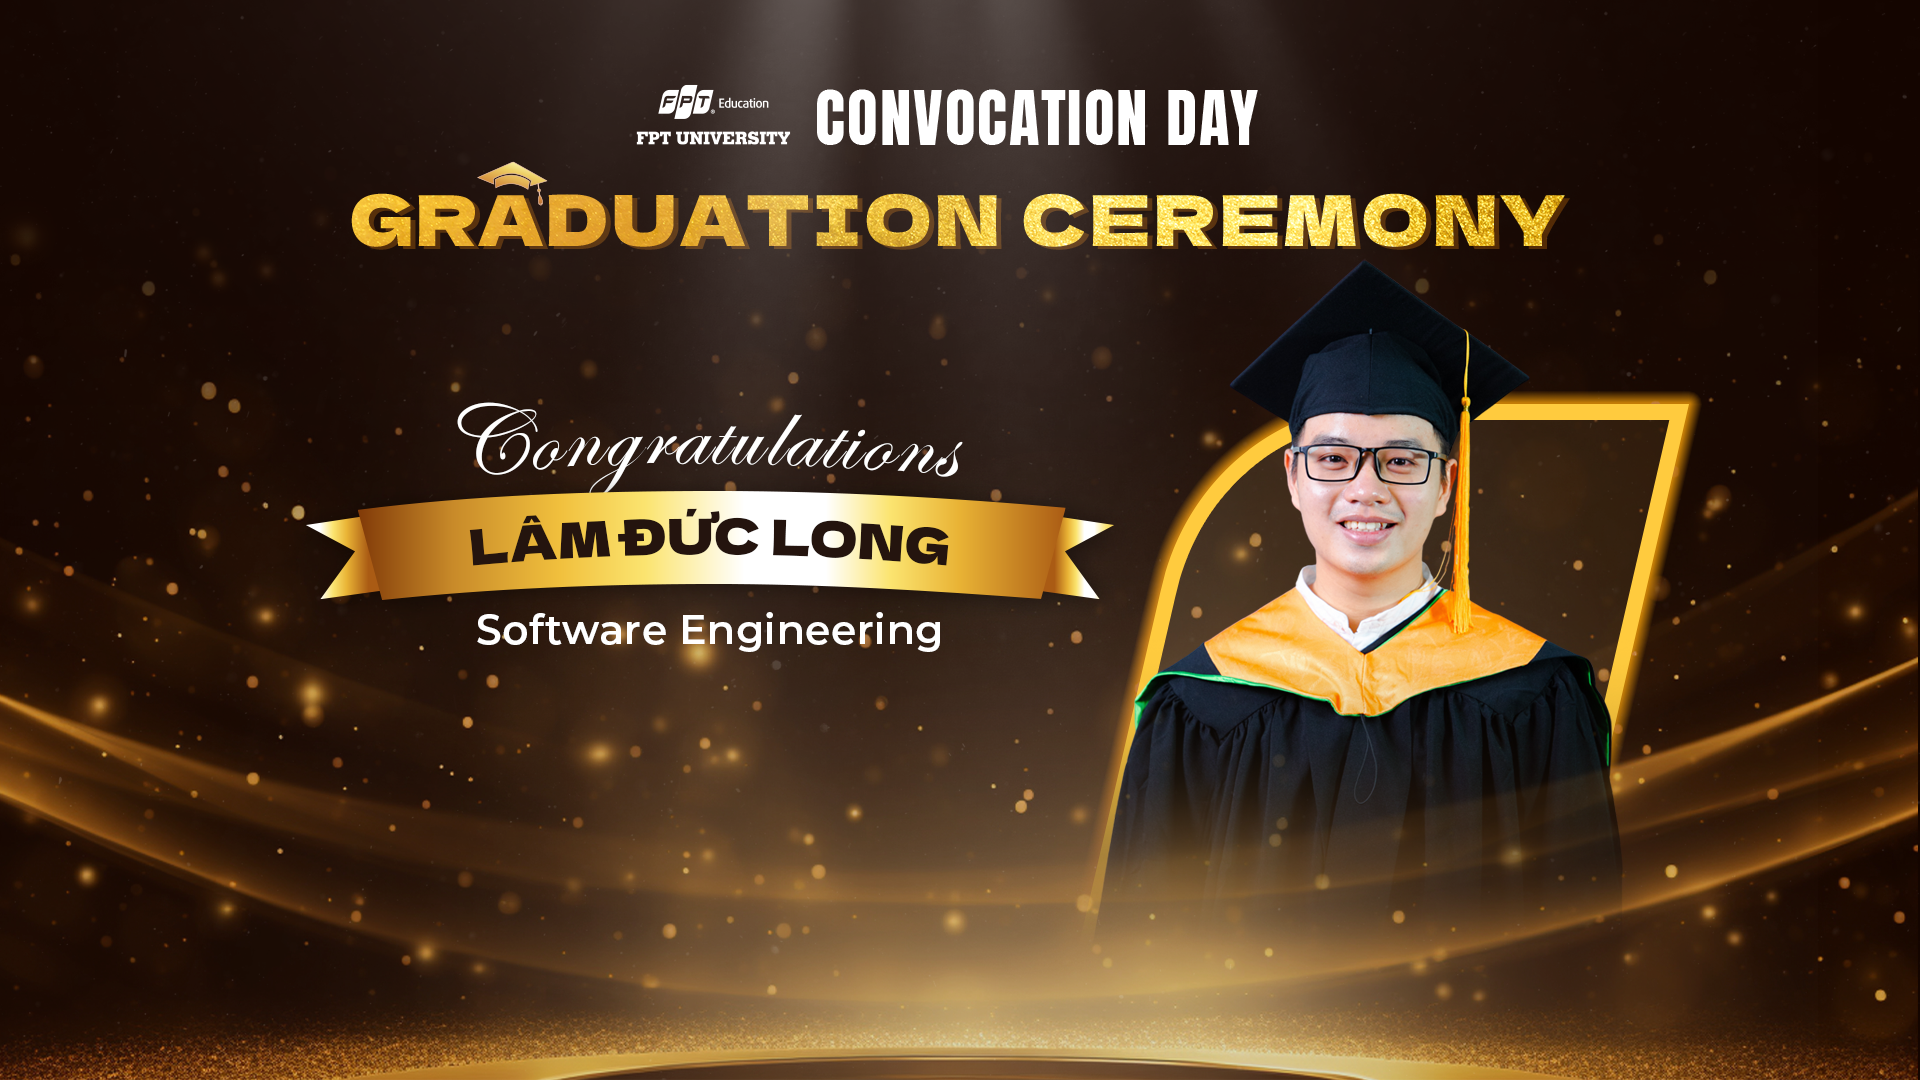 FPT Education
FPT UNIVERSITY
CONVOCATION DAY
GRADUATION CEREMONY
Congratulations
LÂM ĐỨC LONG
Software Engineering